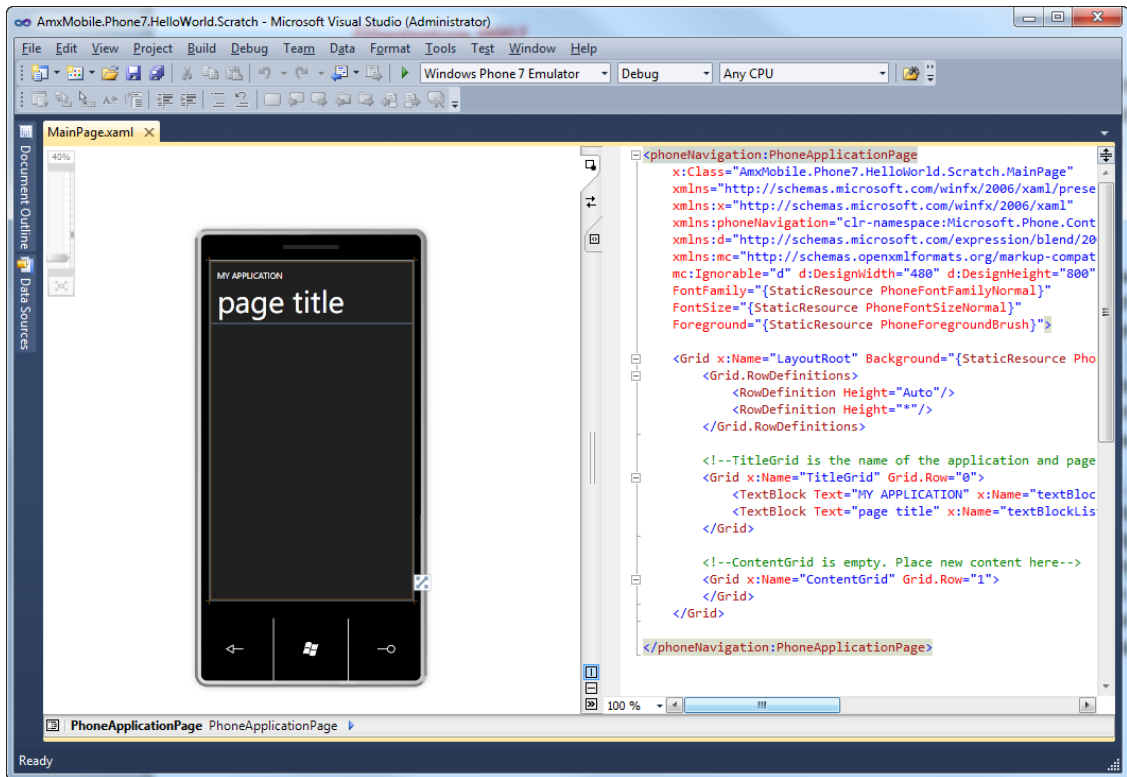 AmxMobile.Phone7.HelloWorld.Scratch - Microsoft Visual Studio (Administrator)
File Edit View Project Build Debug Team Data Format Tools Test Window Help
Windows Phone 7 Emulator Debug Any CPU
MainPage.xaml
Document Outline
Data Sources
40%
MY APPLICATION
page title
<phoneNavigation:PhoneApplicationPage
x:Class="AmxMobile.Phone7.HelloWorld.Scratch.MainPage"
xmlns="http://schemas.microsoft.com/winfx/2006/xaml/prese
xmlns:x="http://schemas.microsoft.com/winfx/2006/xaml"
xmlns:phoneNavigation="clr-namespace:Microsoft.Phone.Cont
xmlns:d="http://schemas.microsoft.com/expression/blend/20
xmlns:mc="http://schemas.openxmlformats.org/markup-compat
mc:Ignorable="d" d:DesignWidth="480" d:DesignHeight="800"
FontFamily="{StaticResource PhoneFontFamilyNormal}"
FontSize="{StaticResource PhoneFontSizeNormal}"
Foreground="{StaticResource PhoneForegroundBrush}">
<Grid x:Name="LayoutRoot" Background="{StaticResource Pho
<Grid.RowDefinitions>
<RowDefinition Height="Auto"/>
<RowDefinition Height="*"/>
</Grid.RowDefinitions>
<!--TitleGrid is the name of the application and page
<Grid x:Name="TitleGrid" Grid.Row="0">
<TextBlock Text="MY APPLICATION" x:Name="textBloc
<TextBlock Text="page title" x:Name="textBlockLis
</Grid>
<!--ContentGrid is empty. Place new content here-->
<Grid x:Name="ContentGrid" Grid.Row="1">
</Grid>
</Grid>
</phoneNavigation:PhoneApplicationPage>
100 %
PhoneApplicationPage PhoneApplicationPage
Ready